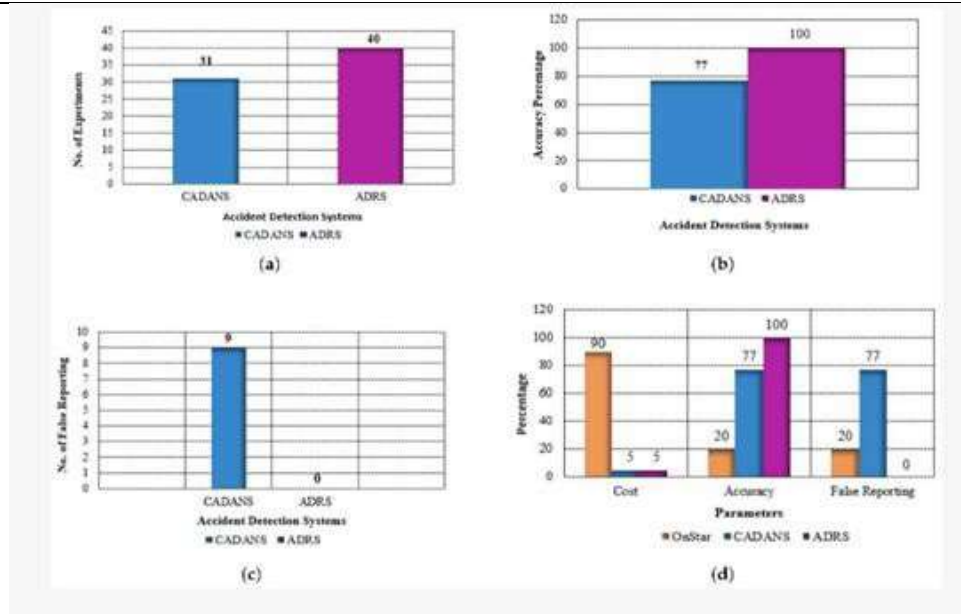 45
40
35
30
25
20
15
10
5
0
No. of Experiments
31
40
CADANS ADRS
Accident Detection Systems
CADANS ADRS
(a)
120
100
80
60
40
20
0
Accuracy Percentage
77
100
CADANS ADRS
Accident Detection Systems
(b)
10
9
8
7
6
5
4
3
2
1
0
No. of False Reporting
9
0
CADANS ADRS
Accident Detection Systems
CADANS ADRS
(c)
120
100
80
60
40
20
0
Percentage
90
5 5
20
77
100
20
77
0
Cost Accuracy False Reporting
Parameters
OnStar CADANS ADRS
(d)